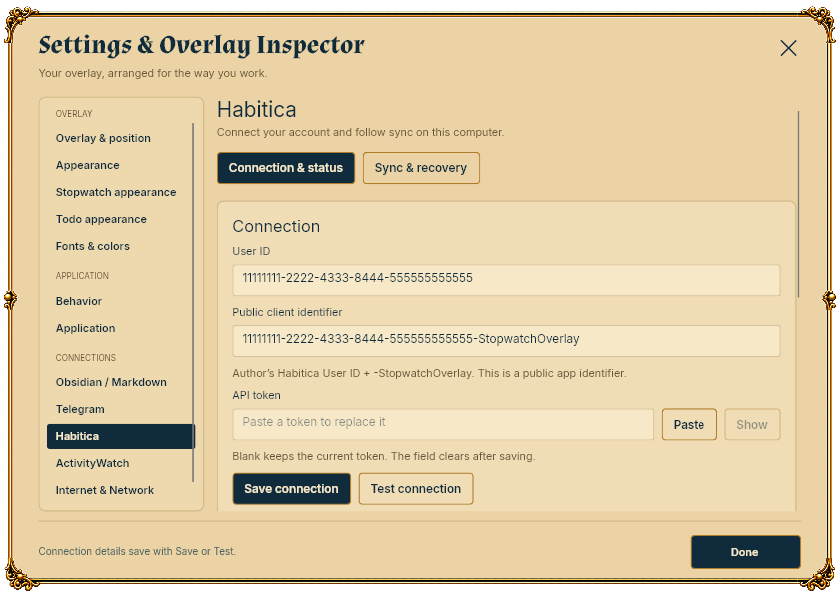 Settings & Overlay Inspector
Your overlay, arranged for the way you work.
OVERLAY
Overlay & position
Appearance
Stopwatch appearance
Todo appearance
Fonts & colors
APPLICATION
Behavior
Application
CONNECTIONS
Obsidian / Markdown
Telegram
Habitica
ActivityWatch
Internet & Network
Habitica
Connect your account and follow sync on this computer.
Connection & status
Sync & recovery
Connection
User ID
11111111-2222-4333-8444-555555555555
Public client identifier
11111111-2222-4333-8444-555555555555-StopwatchOverlay
Author’s Habitica User ID + -StopwatchOverlay. This is a public app identifier.
API token
Paste a token to replace it
Paste
Show
Blank keeps the current token. The field clears after saving.
Save connection
Test connection
Connection details save with Save or Test.
Done